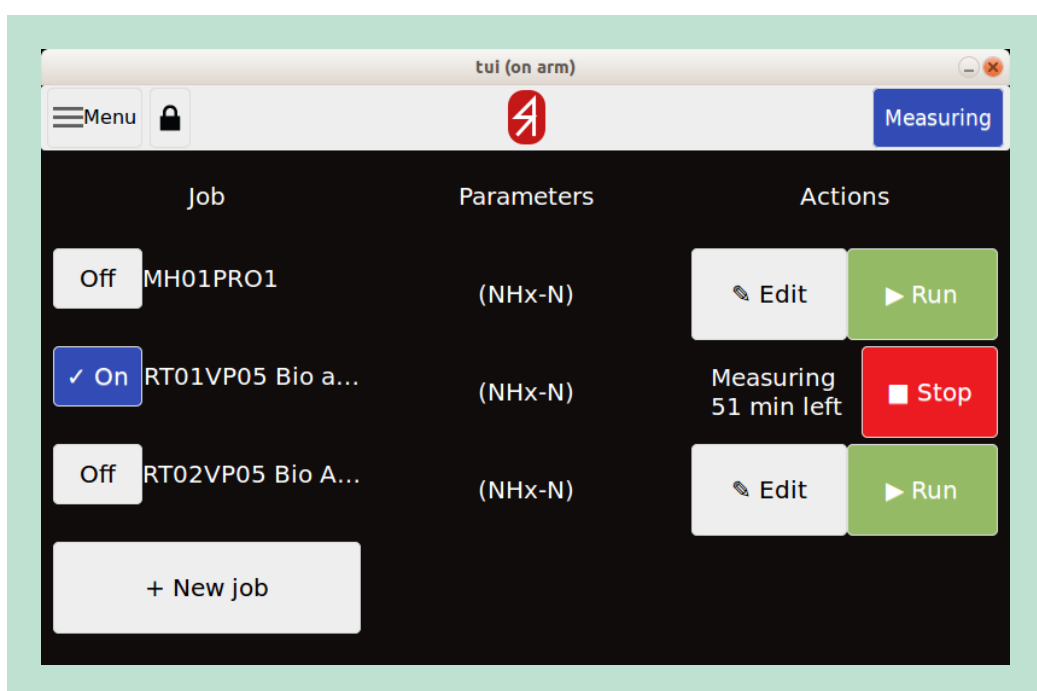 tui (on arm)
Menu
Measuring
Job Parameters Actions
Off MH01PRO1 (NHx-N) ✎ Edit ▶ Run
✓ On RT01VP05 Bio a... (NHx-N) Measuring
51 min left ■ Stop
Off RT02VP05 Bio A... (NHx-N) ✎ Edit ▶ Run
+ New job